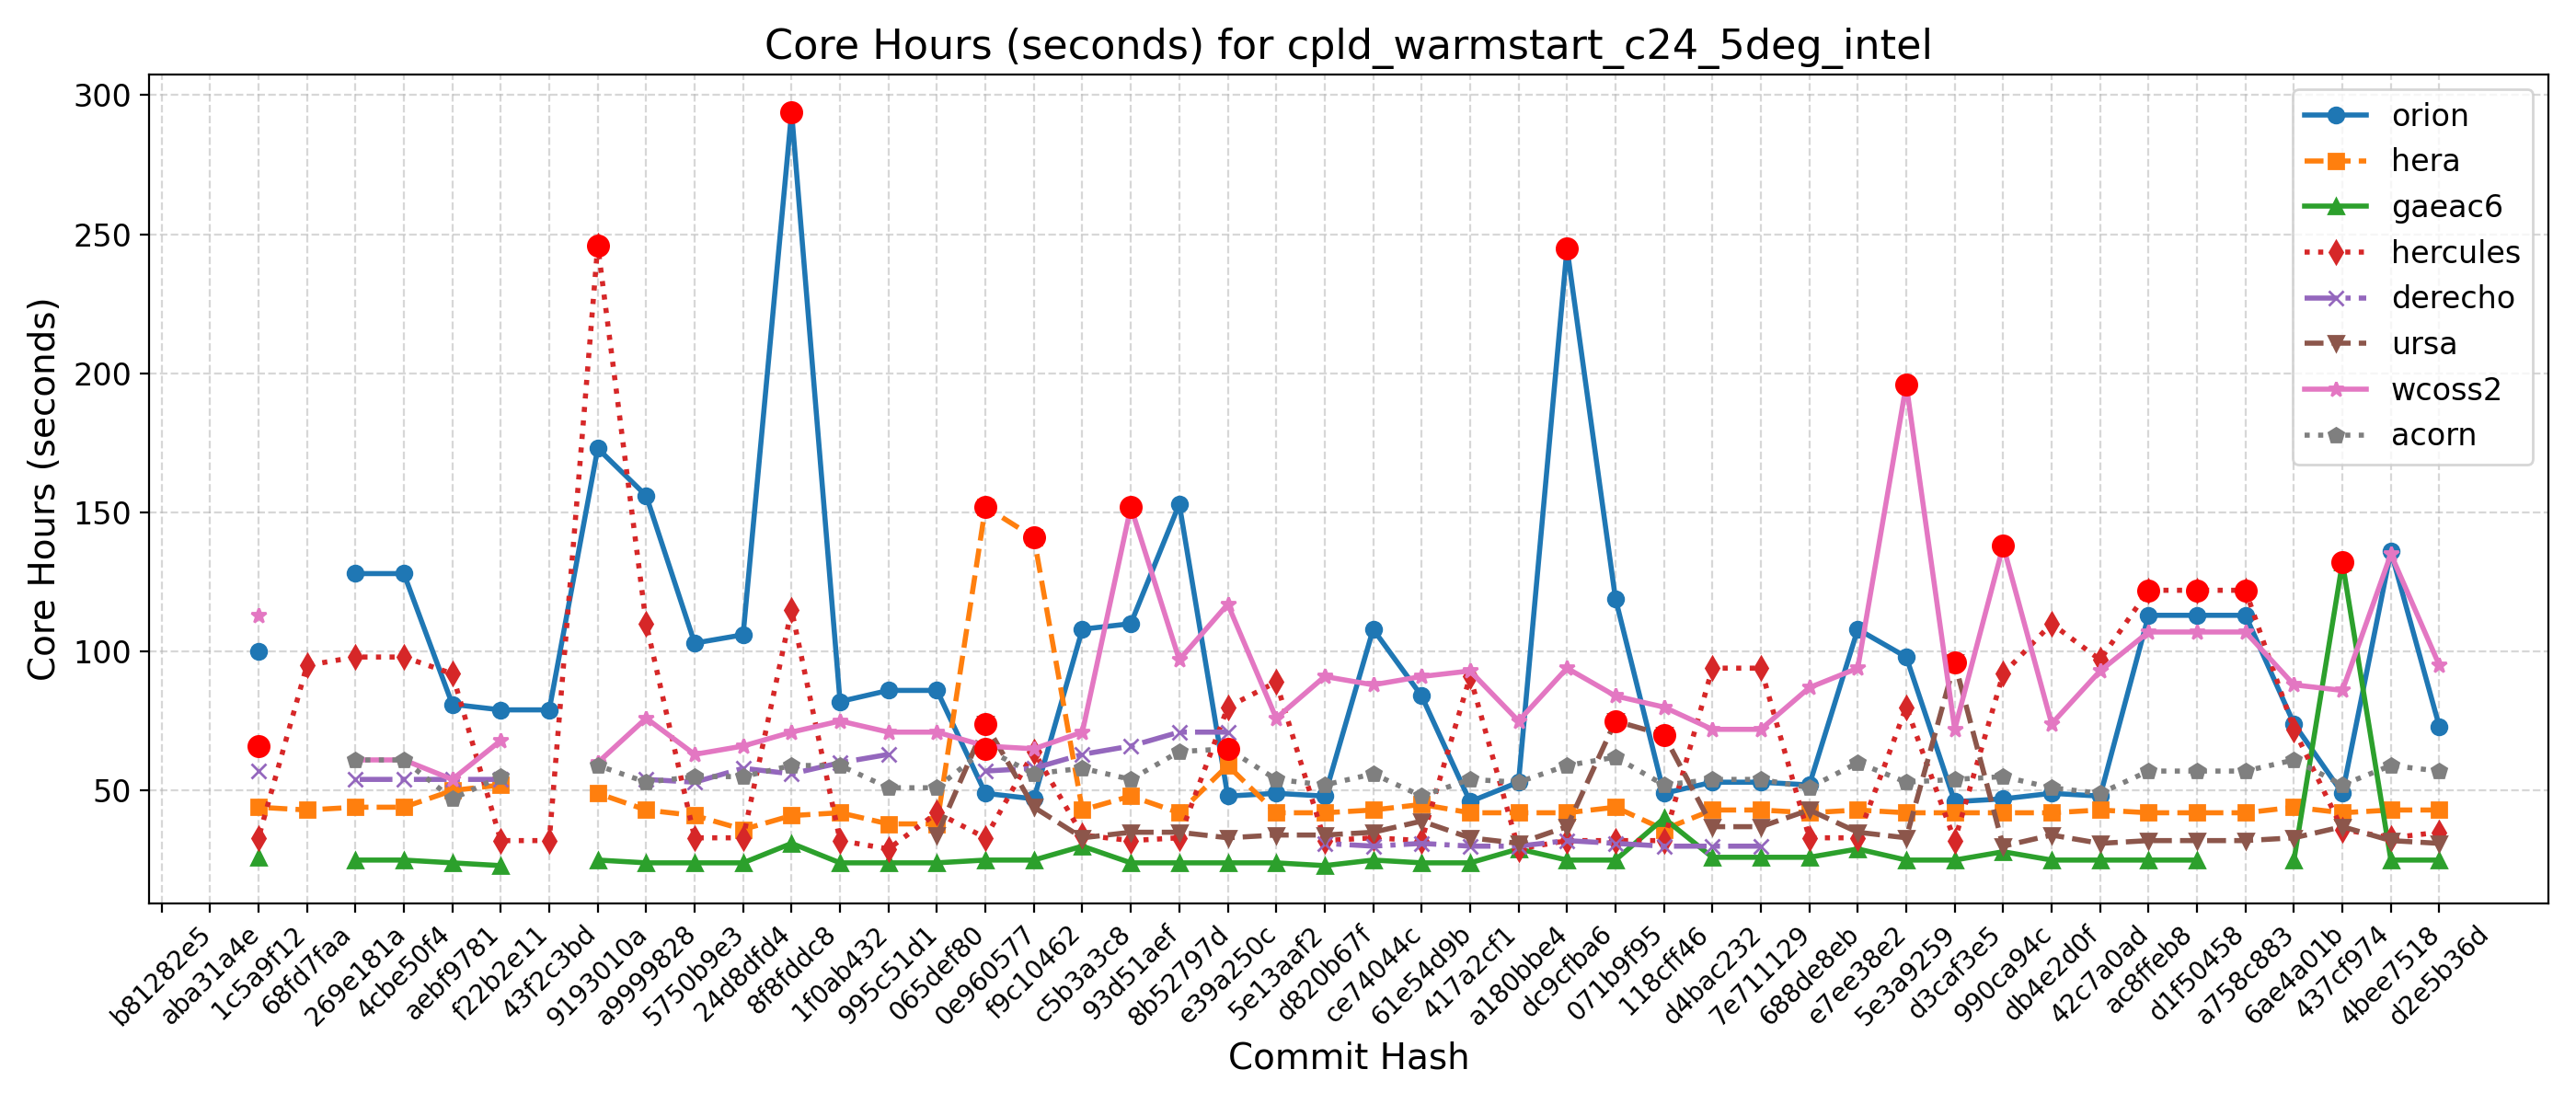 Core Hours (seconds) for cpld_warmstart_c24_5deg_intel
Core Hours (seconds)
300
250
200
150
100
50
orion
hera
gaeac6
hercules
derecho
ursa
wcoss2
acorn
b81282e5
aba31a4e
1c5a9f12
68fd7faa
269e181a
4cbe50f4
aebf9781
f22b2e11
43f2c3bd
9193010a
a9999828
5750b9e3
24d8dfd4
8f8fddc8
1f0ab432
995c51d1
065def80
0e960577
f9c10462
c5b3a3c8
93d51aef
8b52797d
e39a250c
5e13aaf2
d820b67f
ce74044c
61e54d9b
417a2cf1
a180bbe4
dc9cfba6
071b9f95
118cff46
d4bac232
7e711129
688de8eb
e7ee38e2
5e3a9259
d3caf3e5
990ca94c
db4e2d0f
42c7a0ad
ac8ffeb8
d1f50458
a758c883
6ae4a01b
437cf974
4bee7518
d2e5b36d
Commit Hash